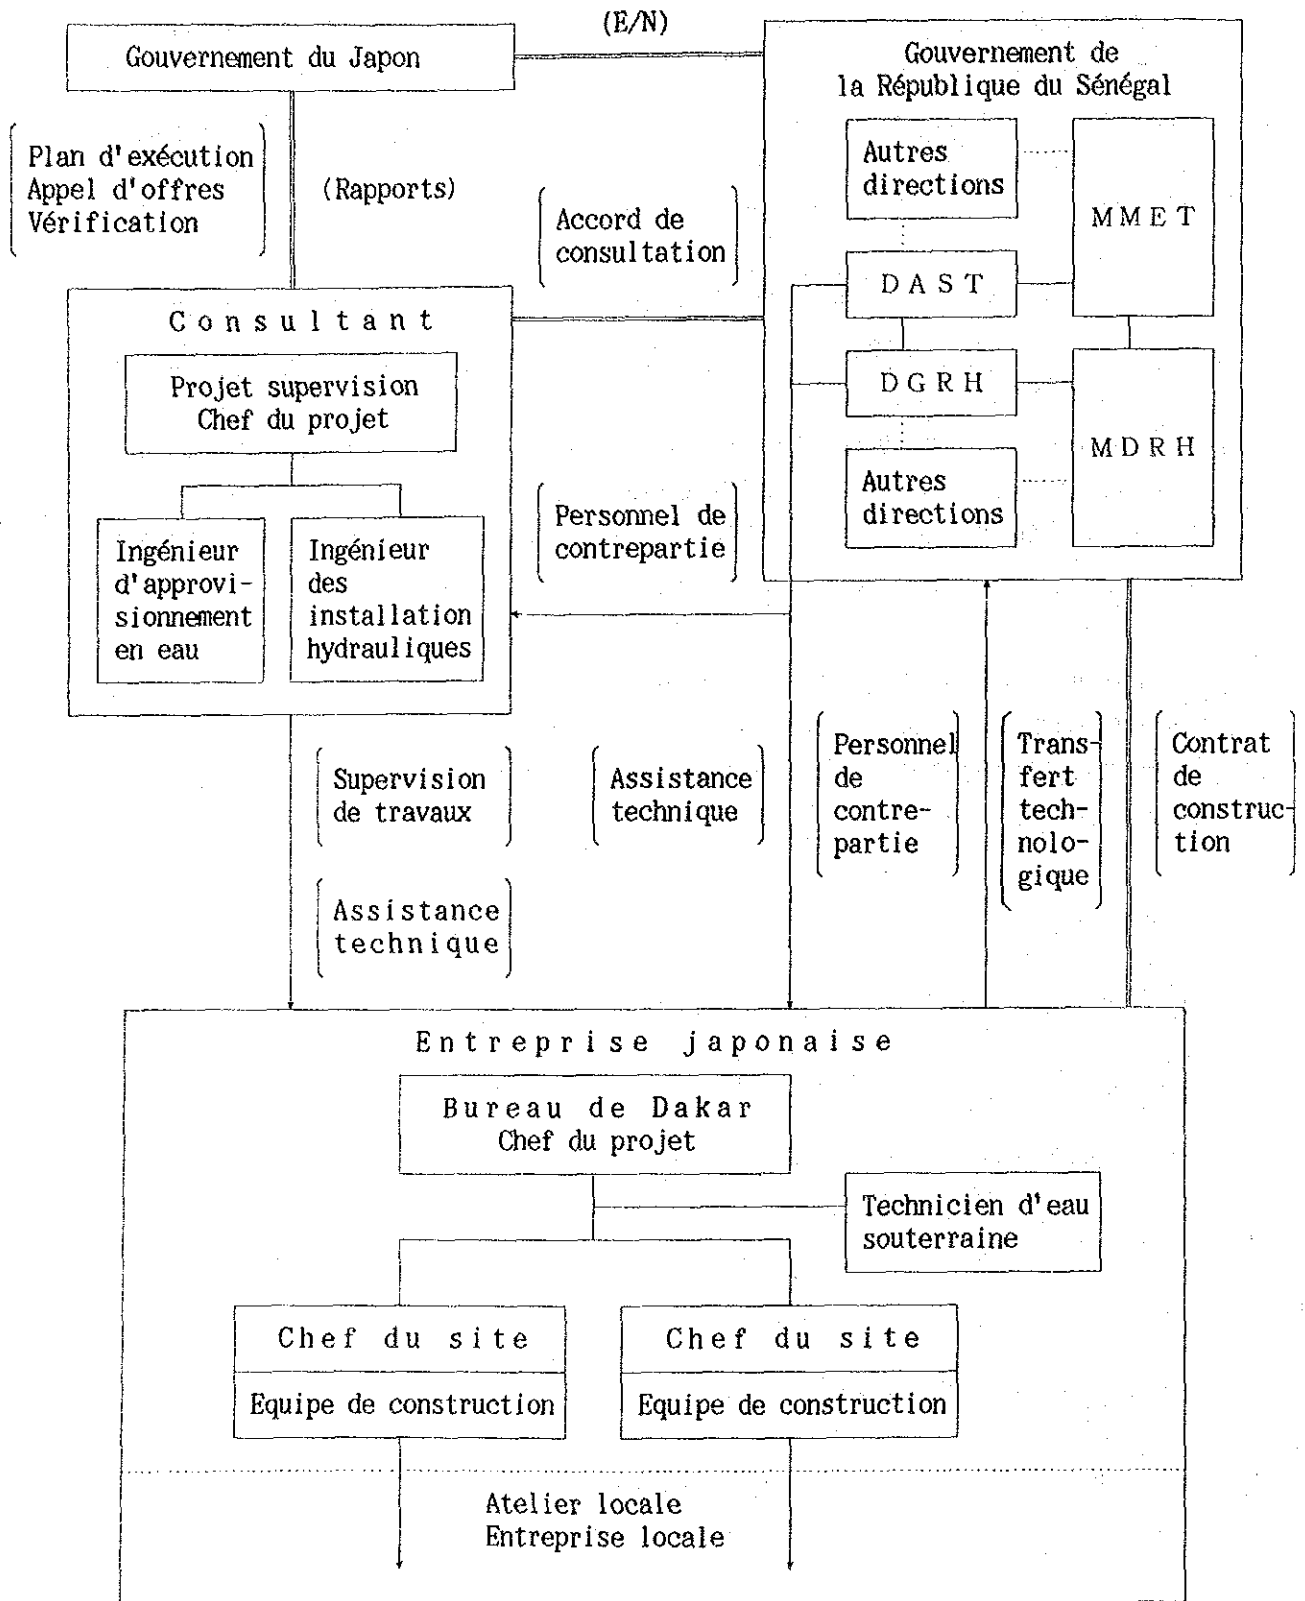 (E/N)
Gouvernement du Japon
Gouvernement de
la République du Sénégal
Plan d'exécution
Appel d'offres
Vérification
(Rapports)
Accord de
consultation
Autres
directions
MMET
DAST
DGRH
MDRH
Autres
directions
Consultant
Projet supervision
Chef du projet
Ingénieur
d'approvi-
sionnement
en eau
Ingénieur
des
installation
hydrauliques
Personnel de
contrepartie
Supervision
de travaux
Assistance
technique
Assistance
technique
Personnel
de
contre-
partie
Trans-
fert
tech-
nolo-
gique
Contrat
de
construc-
tion
Entreprise japonaise
Bureau de Dakar
Chef du projet
Technicien d'eau
souterraine
Chef du site
Equipe de construction
Chef du site
Equipe de construction
Atelier locale
Entreprise locale